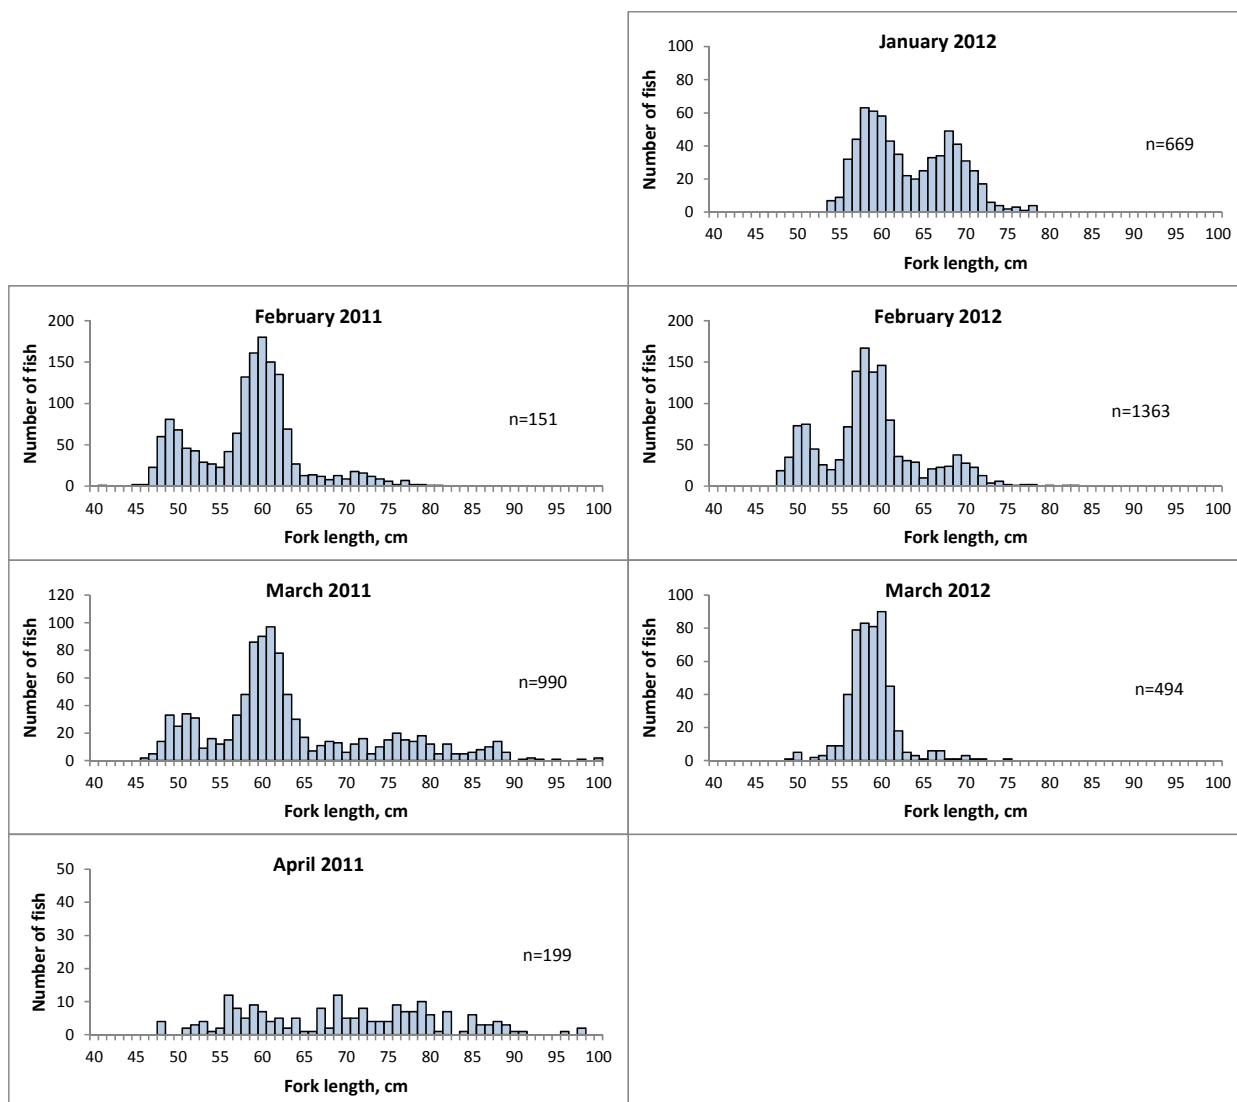 January 2012
Number of fish
100
80
60
40
20
0
n=669
40 45 50 55 60 65 70 75 80 85 90 95 100
Fork length, cm
February 2011
Number of fish
200
150
100
50
0
n=151
40 45 50 55 60 65 70 75 80 85 90 95 100
Fork length, cm
February 2012
Number of fish
200
150
100
50
0
n=1363
40 45 50 55 60 65 70 75 80 85 90 95 100
Fork length, cm
March 2011
Number of fish
120
100
80
60
40
20
0
n=990
40 45 50 55 60 65 70 75 80 85 90 95 100
Fork length, cm
March 2012
Number of fish
100
80
60
40
20
0
n=494
40 45 50 55 60 65 70 75 80 85 90 95 100
Fork length, cm
April 2011
Number of fish
50
40
30
20
10
0
n=199
40 45 50 55 60 65 70 75 80 85 90 95 100
Fork length, cm